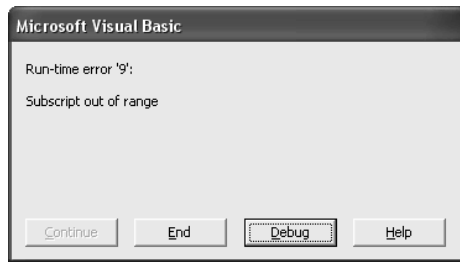 Microsoft Visual Basic
Run-time error '9':
Subscript out of range
Continue End Debug Help